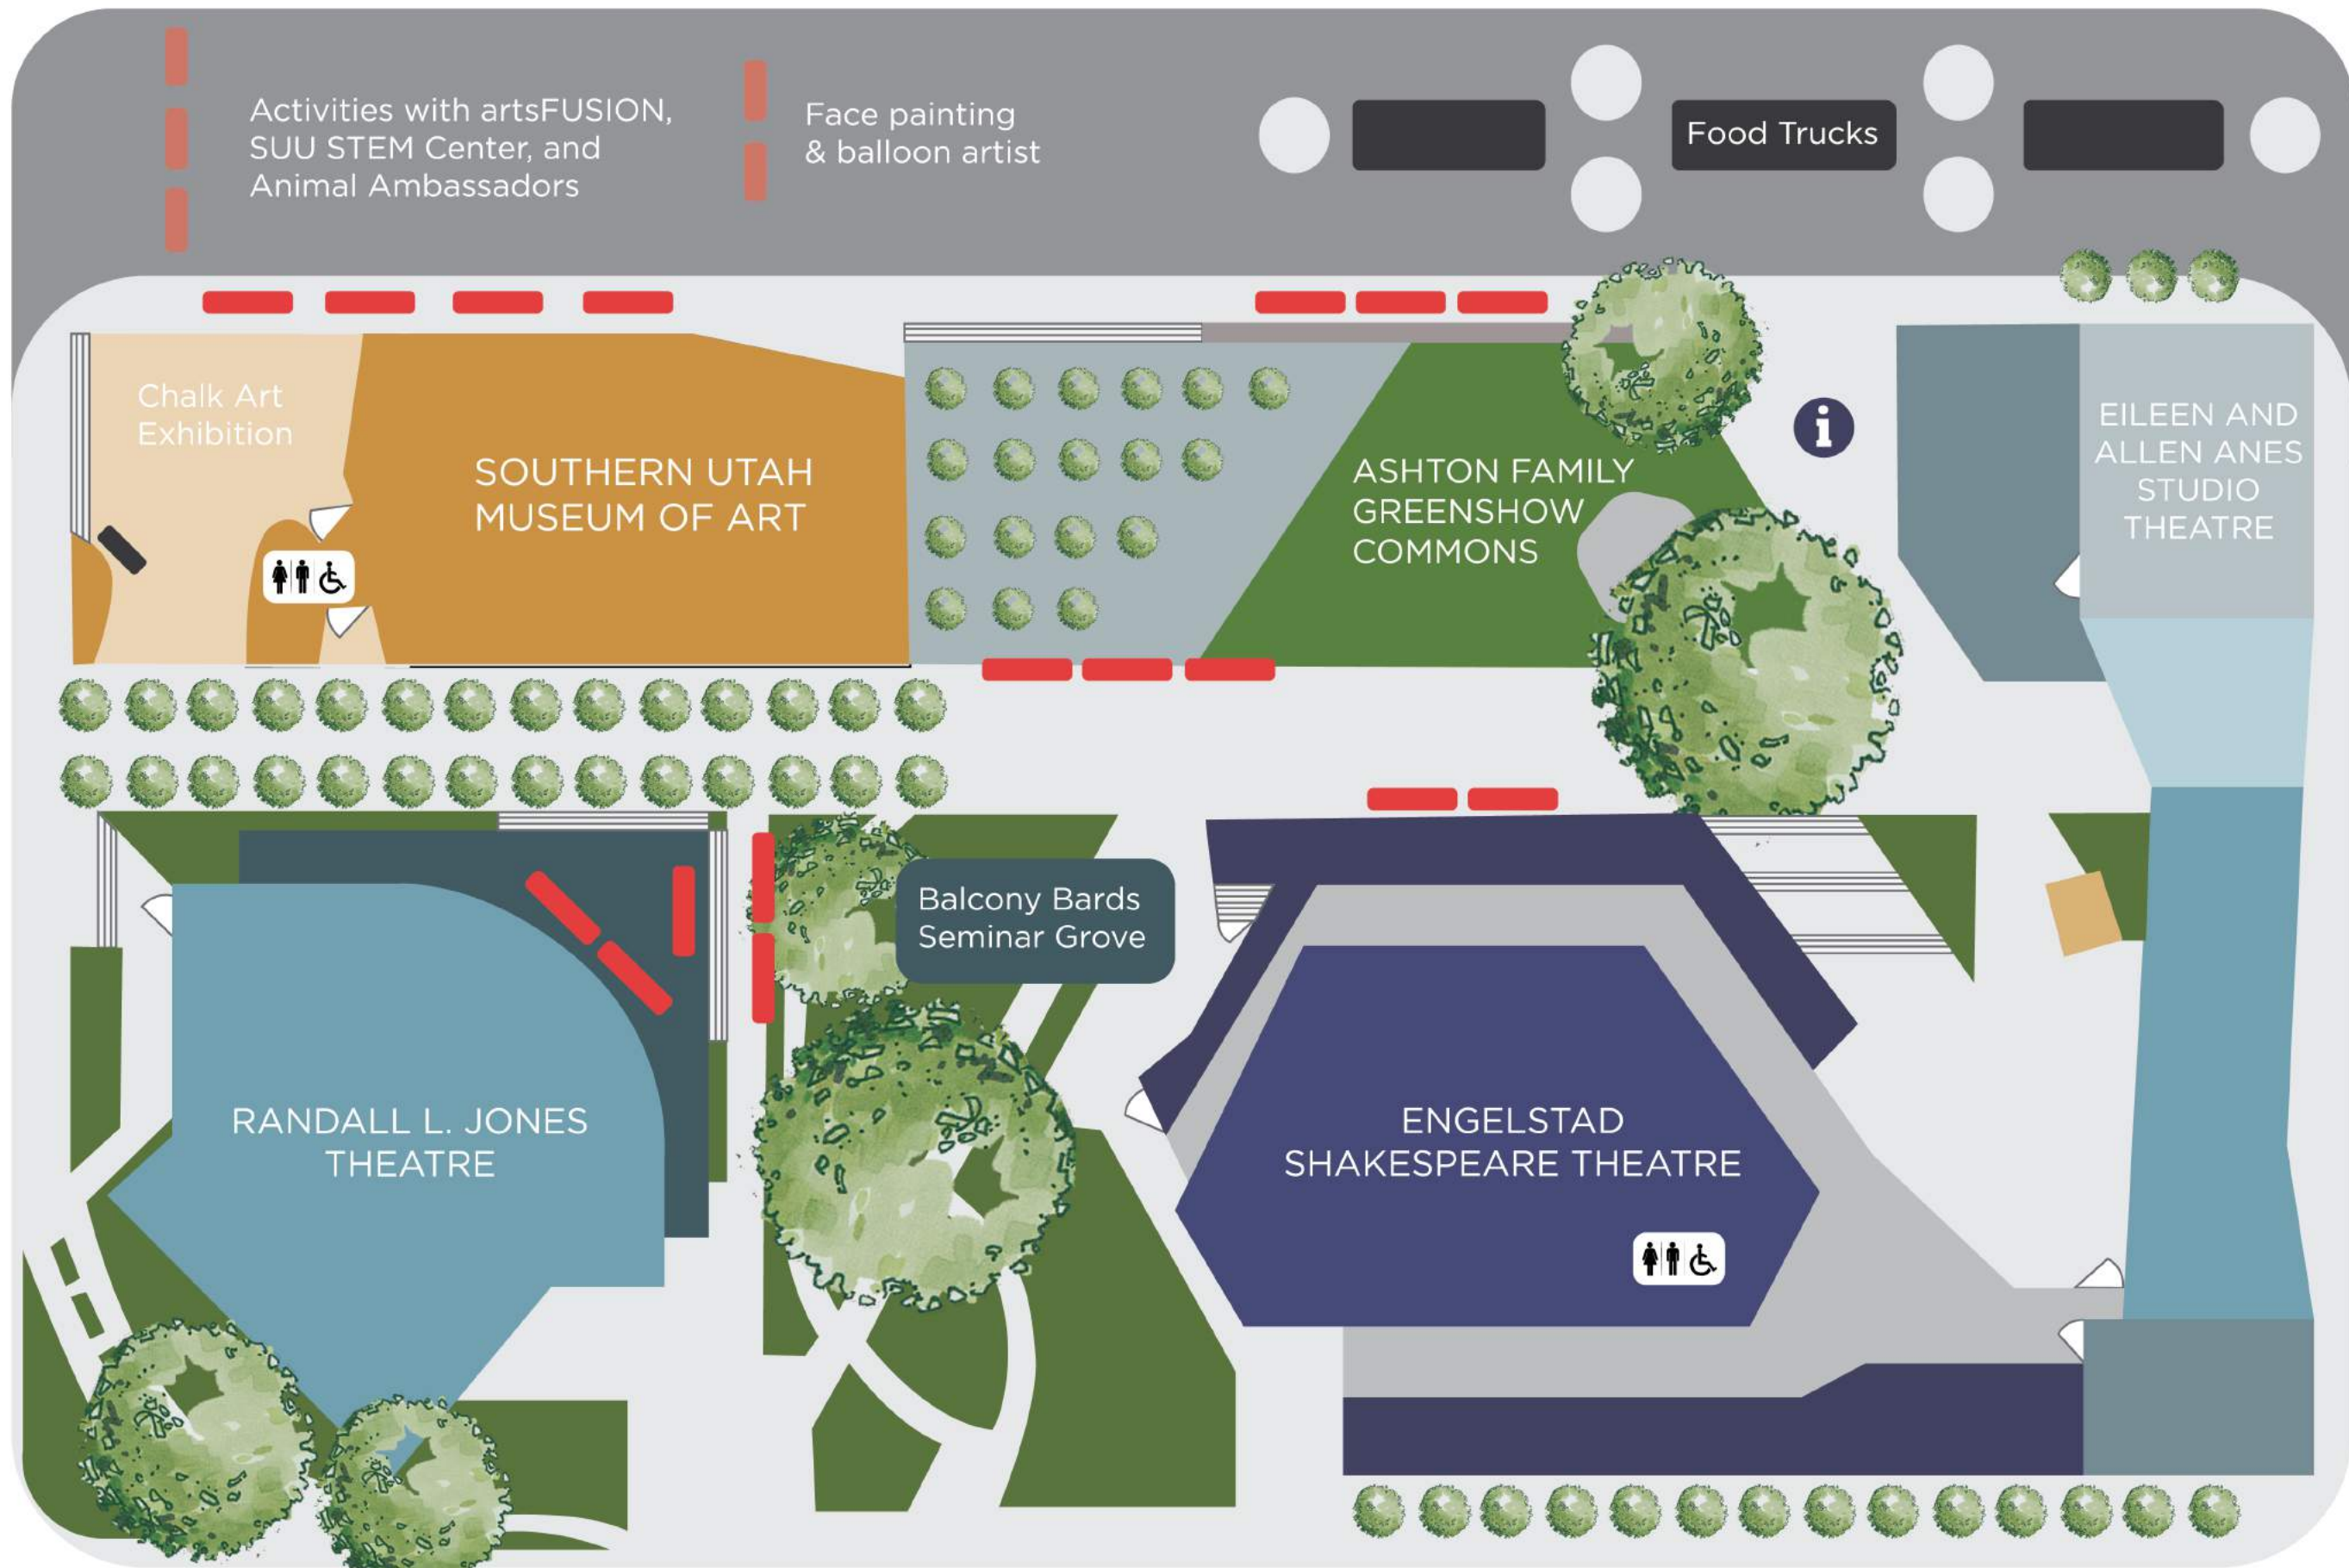 Activities with artsFUSION,
SUU STEM Center, and
Animal Ambassadors
Face painting
& balloon artist
Food Trucks
Chalk Art
Exhibition
SOUTHERN UTAH
MUSEUM OF ART
ASHTON FAMILY
GREENSHOW
COMMONS
i
EILEEN AND
ALLEN ANES
STUDIO
THEATRE
Balcony Bards
Seminar Grove
RANDALL L. JONES
THEATRE
ENGELSTAD
SHAKESPEARE THEATRE